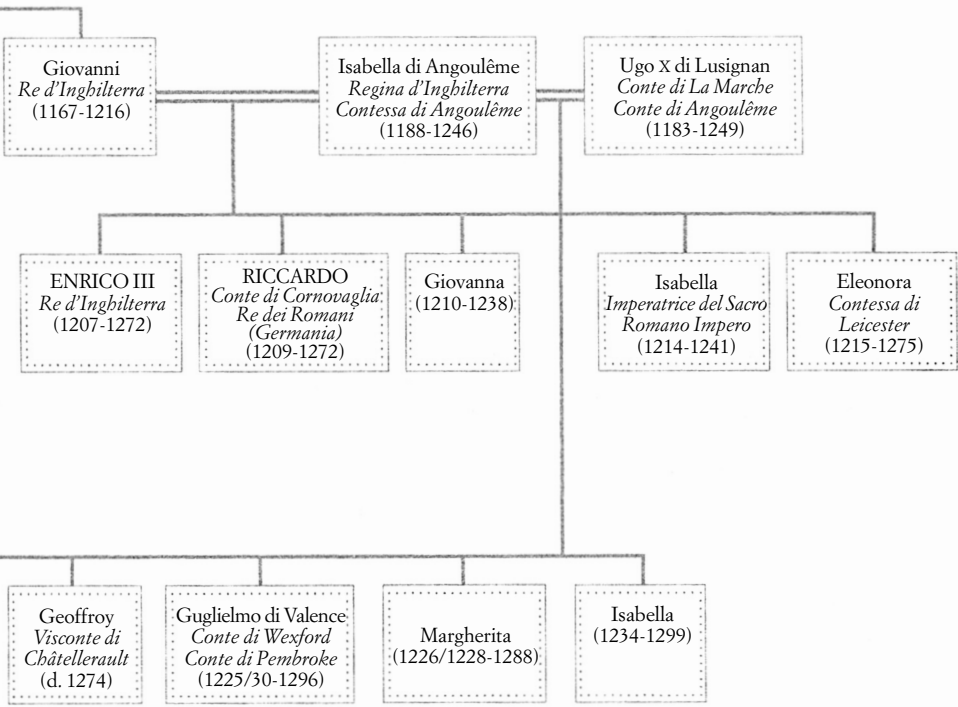 Giovanni
Re d'Inghilterra
(1167-1216)
Isabella di Angoulême
Regina d'Inghilterra
Contessa di Angoulême
(1188-1246)
Ugo X di Lusignan
Conte di La Marche
Conte di Angoulême
(1183-1249)
ENRICO III
Re d'Inghilterra
(1207-1272)
RICCARDO
Conte di Cornovaglia
Re dei Romani
(Germania)
(1209-1272)
Giovanna
(1210-1238)
Isabella
Imperatrice del Sacro
Romano Impero
(1214-1241)
Eleonora
Contessa di
Leicester
(1215-1275)
Geoffroy
Visconte di
Châtellerault
(d. 1274)
Guglielmo di Valence
Conte di Wexford
Conte di Pembroke
(1225/30-1296)
Margherita
(1226/1228-1288)
Isabella
(1234-1299)